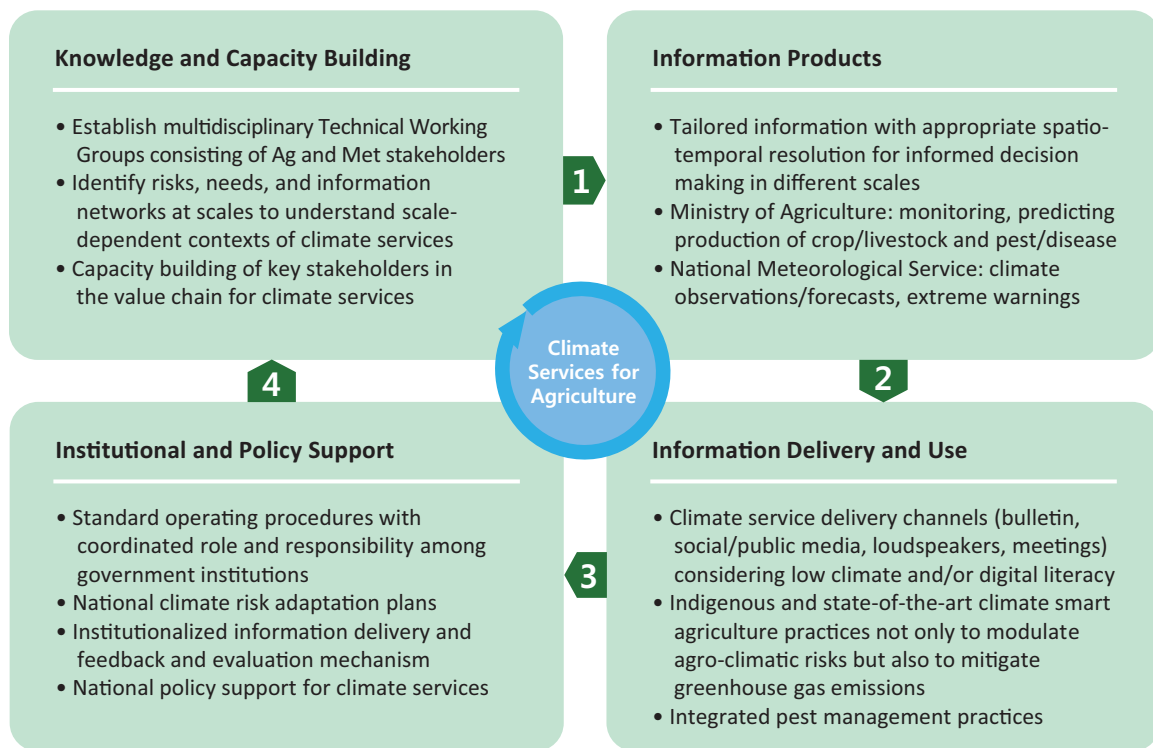 Knowledge and Capacity Building
• Establish multidisciplinary Technical Working
Groups consisting of Ag and Met stakeholders
• Identify risks, needs, and information
networks at scales to understand scale-
dependent contexts of climate services
• Capacity building of key stakeholders in
the value chain for climate services
1
Information Products
• Tailored information with appropriate spatio-
temporal resolution for informed decision
making in different scales
• Ministry of Agriculture: monitoring, predicting
production of crop/livestock and pest/disease
• National Meteorological Service: climate
observations/forecasts, extreme warnings
Climate
Services for
Agriculture
2
Information Delivery and Use
• Climate service delivery channels (bulletin,
social/public media, loudspeakers, meetings)
considering low climate and/or digital literacy
• Indigenous and state-of-the-art climate smart
agriculture practices not only to modulate
agro-climatic risks but also to mitigate
greenhouse gas emissions
• Integrated pest management practices
3
Institutional and Policy Support
• Standard operating procedures with
coordinated role and responsibility among
government institutions
• National climate risk adaptation plans
• Institutionalized information delivery and
feedback and evaluation mechanism
• National policy support for climate services
4